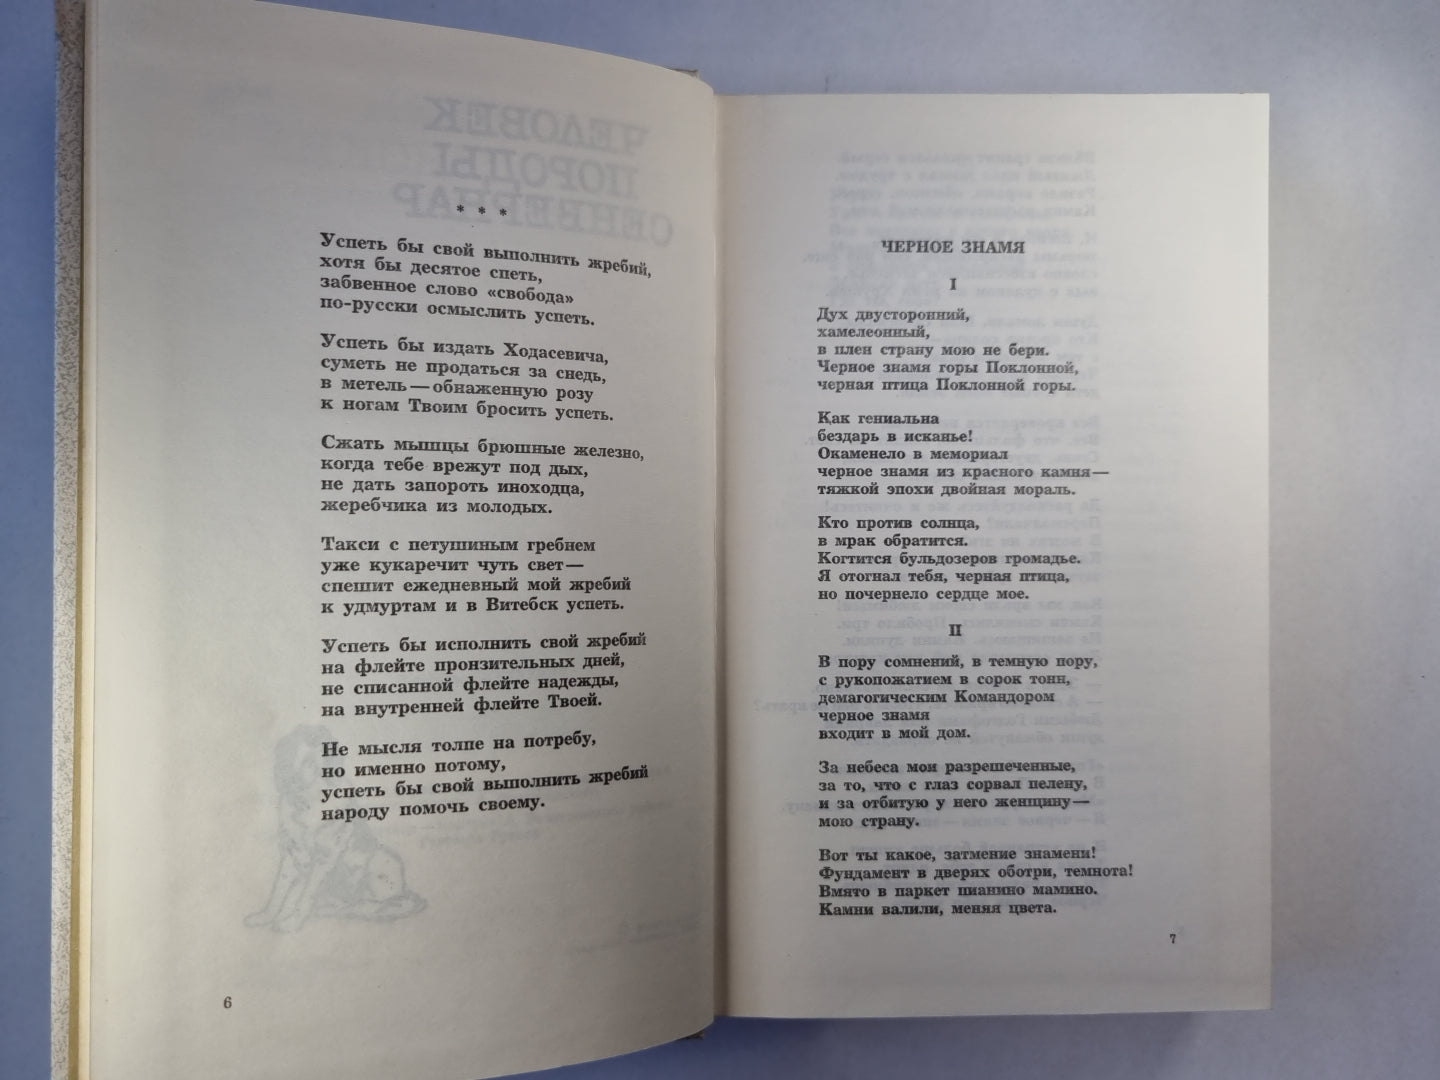 * * *
Успеть бы свой выполнить жребий,
хотя бы десятое спеть,
забвенное слово «свобода»
по-русски осмыслить успеть.
Успеть бы издать Ходасевича,
суметь не продаться за снедь,
в метель — обнаженную розу
к ногам Твоим бросить успеть.
Сжать мышцы брюшные железно,
когда тебе врежут под дых,
не дать запороть иноходца,
жеребчика из молодых.
Такси с петушиным гребнем
уже кукаречит чуть свет —
спешит ежедневный мой жребий
к удмуртам и в Витебск успеть.
Успеть бы исполнить свой жребий
на флейте пронзительных дней,
не списанной флейте надежды,
на внутренней флейте Твоей.
Не мысля толпе на потребу,
но именно потому,
успеть бы свой выполнить жребий
народу помочь своему.
6
ЧЕРНОЕ ЗНАМЯ
I
Дух двусторонний,
хамелеонный,
в плен страну мою не бери.
Черное знамя горы Поклонной,
черная птица Поклонной горы.
Как гениальна
бездарь в исканье!
Окаменело в мемориал
черное знамя из красного камня —
тяжкой эпохи двойная мораль.
Кто против солнца,
в мрак обратится.
Когтится бульдозеров громадье.
Я отогнал тебя, черная птица,
но почернело сердце мое.
II
В пору сомнений, в темную пору,
с рукопожатием в сорок тонн,
демагогическим Командором
черное знамя
входит в мой дом.
За небеса мои разрешеченные,
за то, что с глаз сорвал пелену,
и за отбитую у него женщину —
мою страну.
Вот ты какое, затмение знамени!
Фундамент в дверях оботри, темнота!
Вмято в паркет пианино мамино.
Камни валили, меняя цвета.
7
ЧЕЛОВЕК
ПОРОДЫ
СЕНБЕРНАР